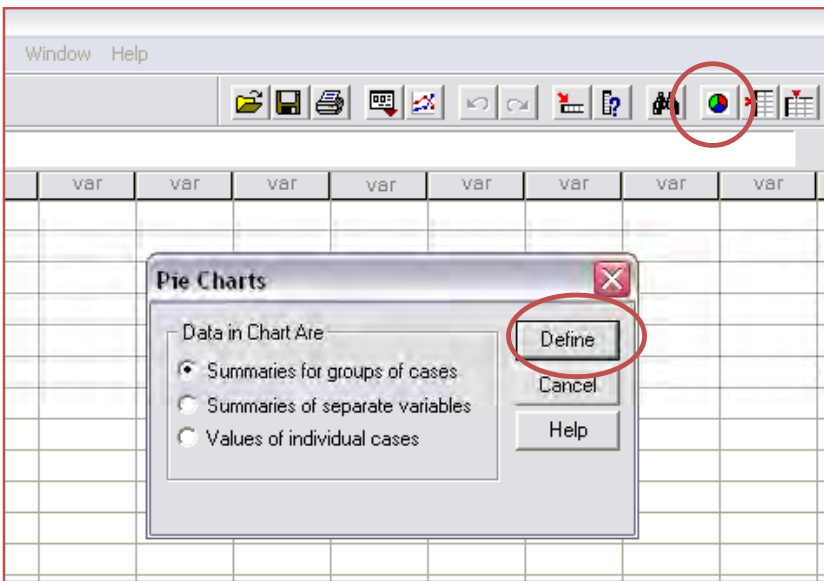 Window Help
var var var var var var var var
Pie Charts
Data in Chart Are
Define
Summaries for groups of cases
Cancel
Summaries of separate variables
Help
Values of individual cases